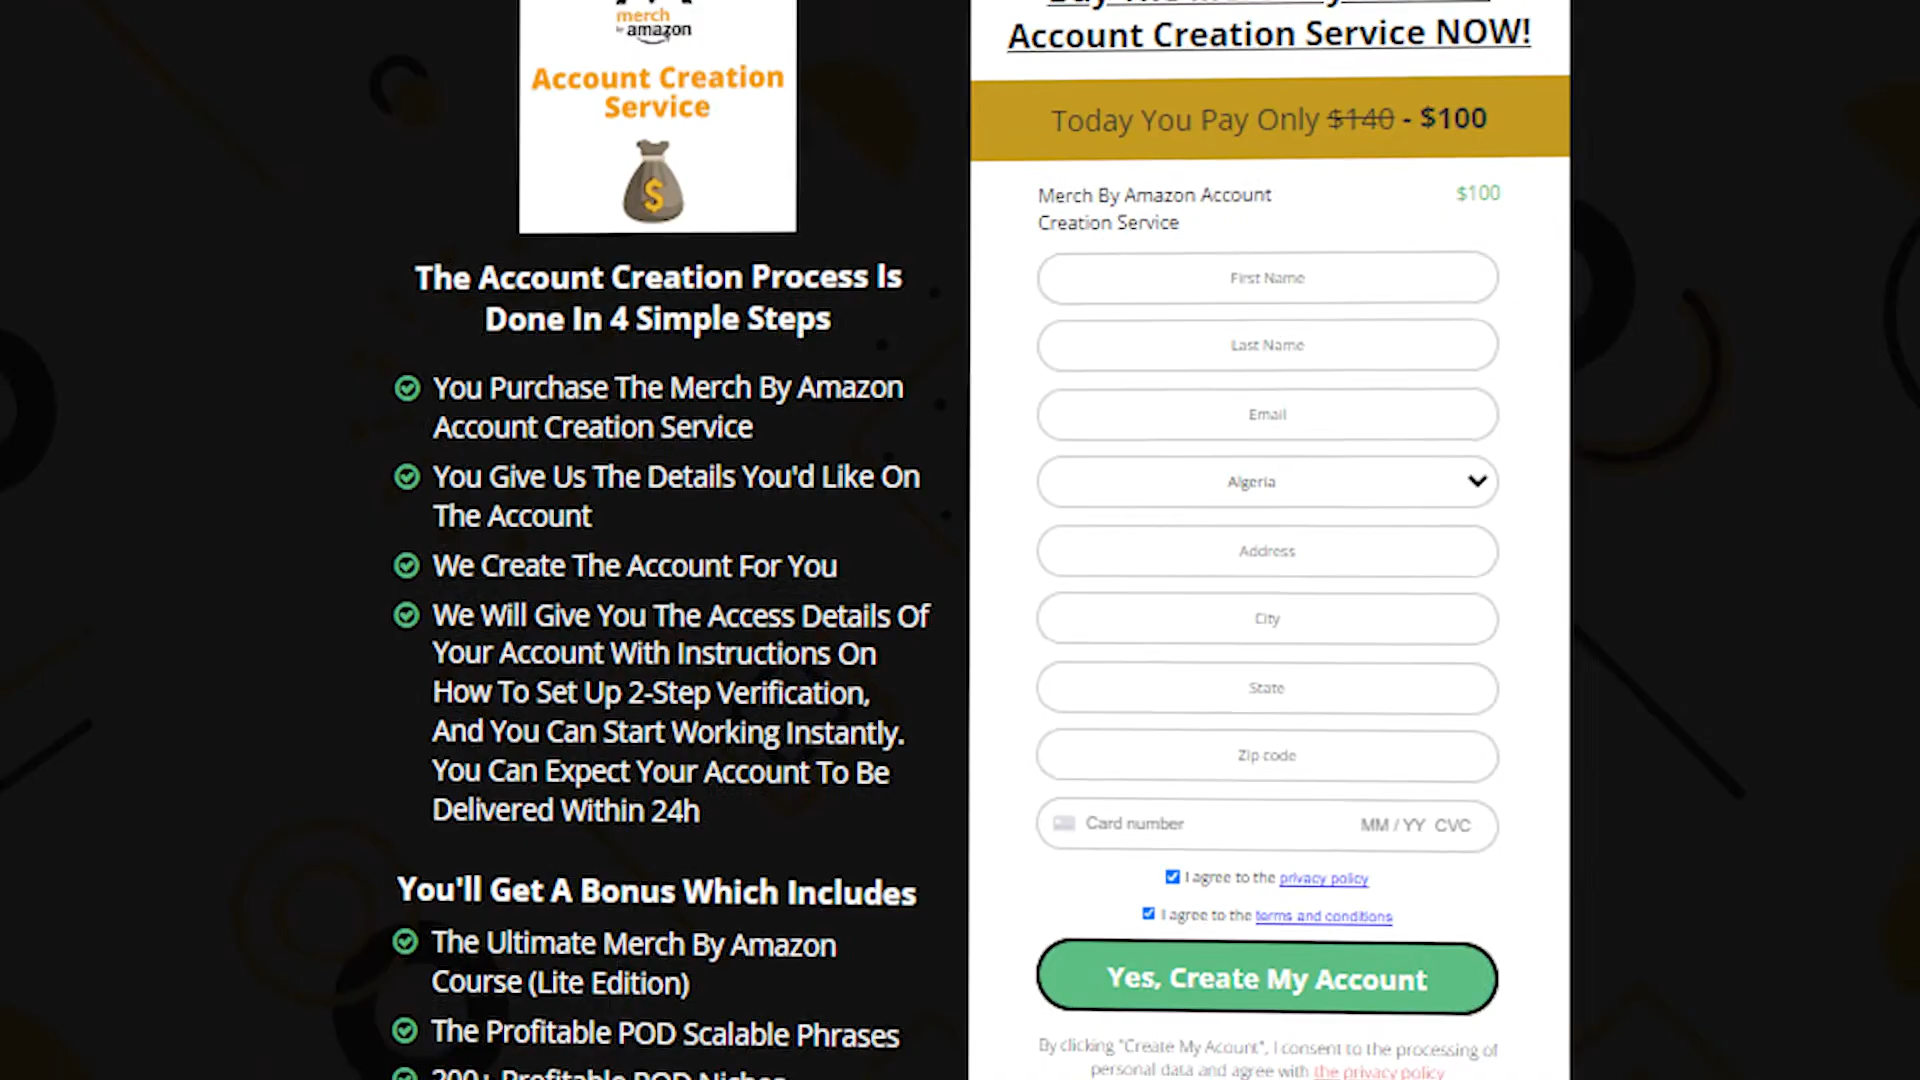 merch
by amazon
Account Creation
Service
$
The Account Creation Process Is
Done In 4 Simple Steps
You Purchase The Merch By Amazon
Account Creation Service
You Give Us The Details You'd Like On
The Account
We Create The Account For You
We Will Give You The Access Details Of
Your Account With Instructions On
How To Set Up 2-Step Verification,
And You Can Start Working Instantly.
You Can Expect Your Account To Be
Delivered Within 24h
You'll Get A Bonus Which Includes
The Ultimate Merch By Amazon
Course (Lite Edition)
The Profitable POD Scalable Phrases
200+ Profitable POD Niches
Account Creation Service NOW!
Today You Pay Only $140 - $100
Merch By Amazon Account $100
Creation Service
First Name
Last Name
Email
Algeria
Address
City
State
Zip code
Card number MM / YY CVC
I agree to the privacy policy
I agree to the terms and conditions
Yes, Create My Account
By clicking "Create My Acount", I consent to the processing of
personal data and agree with the privacy policy